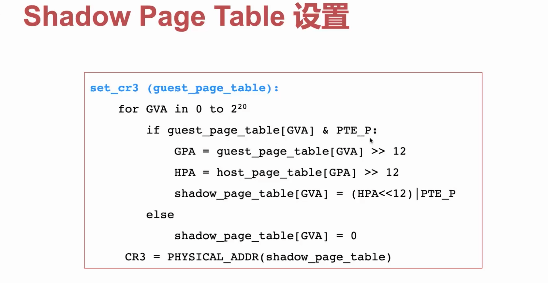 Shadow Page Table 设置
set_cr3 (guest_page_table):
for GVA in 0 to 2²⁰
if guest_page_table[GVA] & PTE_P:
GPA = guest_page_table[GVA] >> 12
HPA = host_page_table[GPA] >> 12
shadow_page_table[GVA] = (HPA<<12)|PTE_P
else
shadow_page_table[GVA] = 0
CR3 = PHYSICAL_ADDR(shadow_page_table)